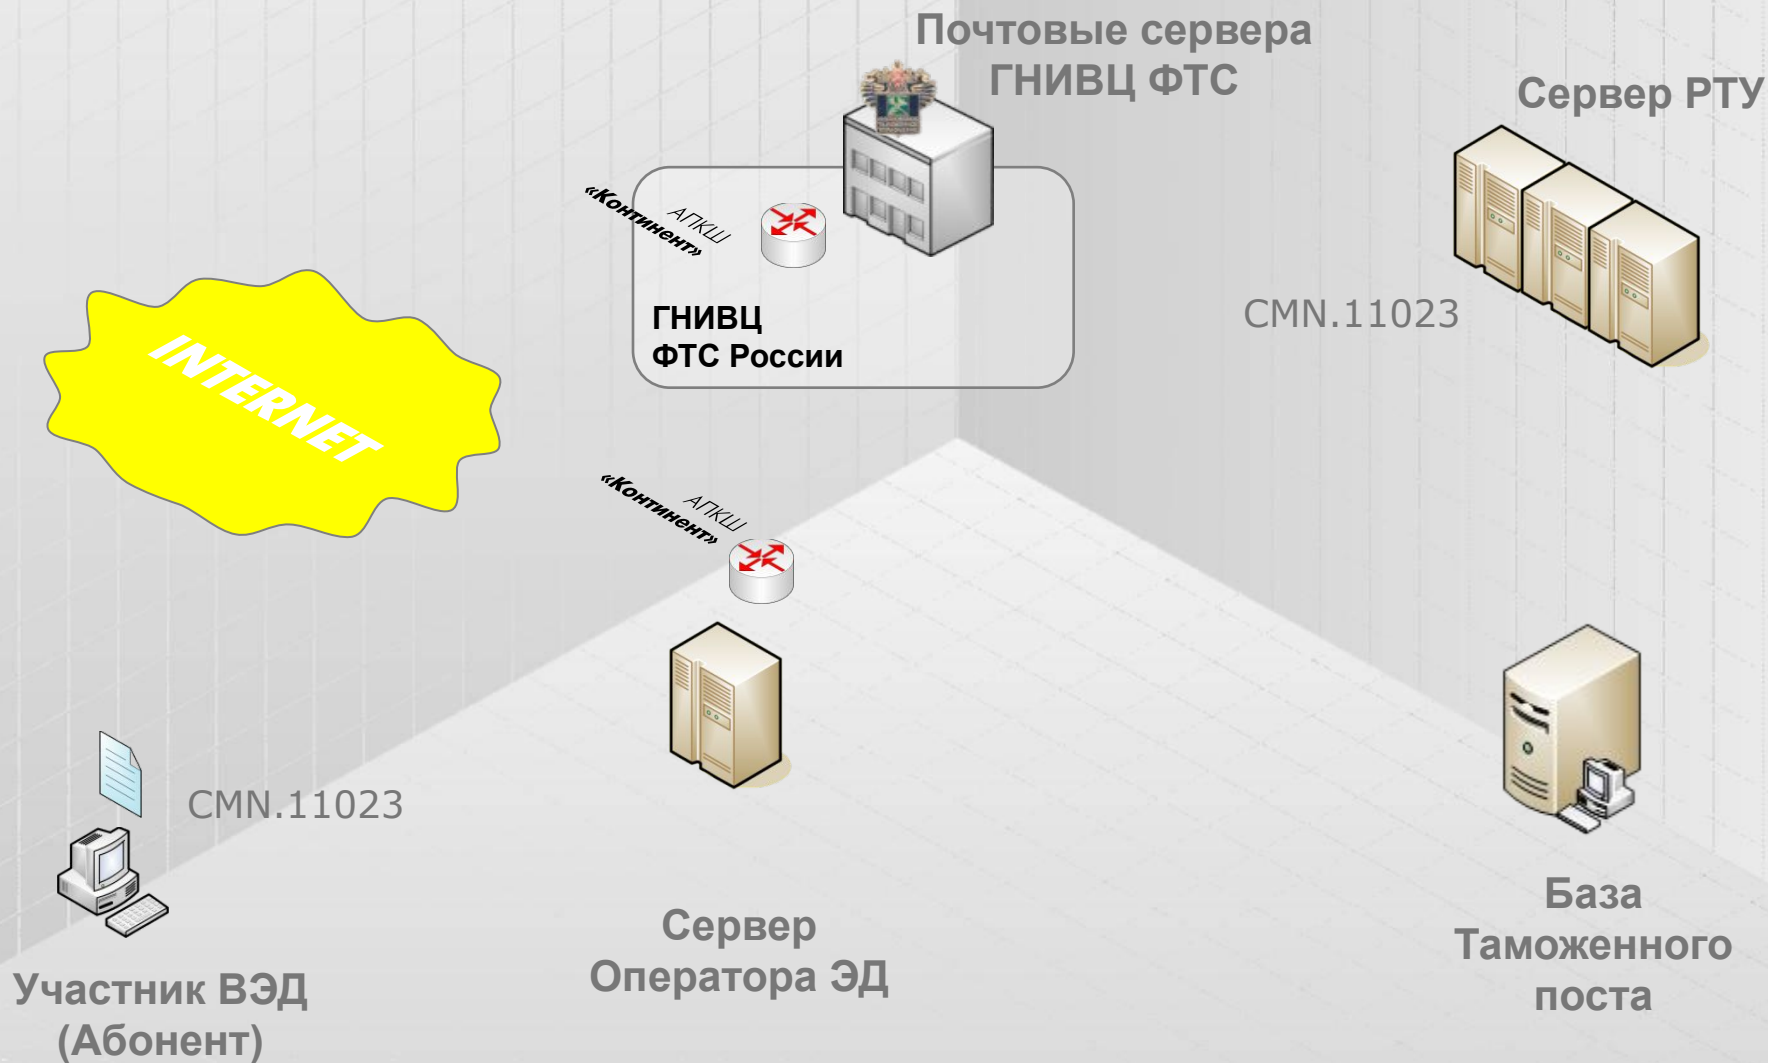 Почтовые сервера
ГНИВЦ ФТС
Сервер РТУ
АПКШ
«Континент»
ГНИВЦ
ФТС России
CMN.11023
INTERNET
АПКШ
«Континент»
CMN.11023
Сервер
Оператора ЭД
База
Таможенного
поста
Участник ВЭД
(Абонент)